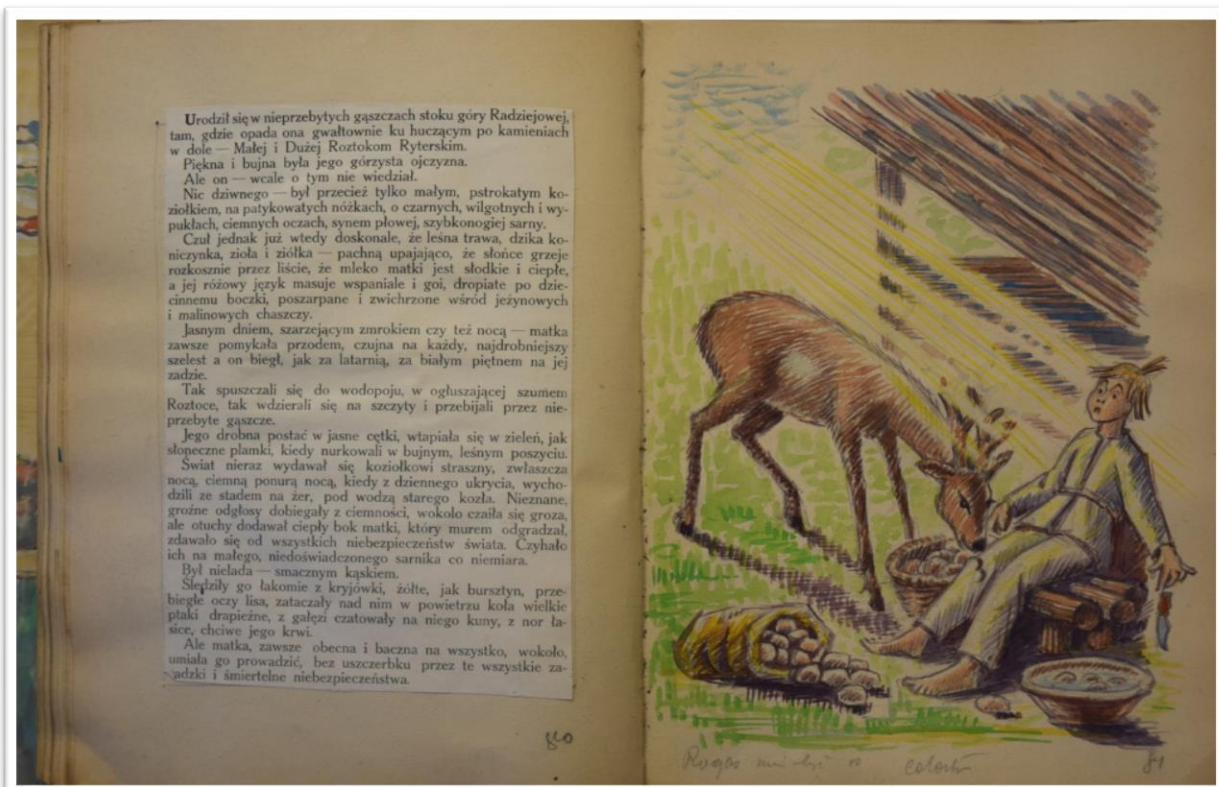 Urodził się w nieprzebytych gąszczach stoku góry Radziejowej,
tam, gdzie opada ona gwałtownie ku huczącym po kamieniach
w dole — Małej i Dużej Roztokom Ryterskim.
Piękna i bujna była jego górzysta ojczyzna.
Ale on — wcale o tym nie wiedział.
Nic dziwnego — był przecież tylko małym, pstrokatym ko-
ziołkiem, na patykowatych nóżkach, o czarnych, wilgotnych i wy-
pukłych, ciemnych oczach, synem płowej, szybkonogiej sarny.
Czuł jednak już wtedy doskonale, że leśna trawa, dzika ko-
niczynka, zioła i ziółka — pachną upajająco, że słońce grzeje
rozkosznie przez liście, że mleko matki jest słodkie i ciepłe,
a jej różowy język masuje wspaniale i goi, dropiate po dzie-
cinnemu boczki, poszarpane i zwichrzone wśród jeżynowych
i malinowych chaszczy.
Jasnym dniem, szarzejącym zmrokiem czy też nocą — matka
zawsze pomykała przodem, czujna na każdy, najdrobniejszy
szelest a on biegł, jak za latarnią, za białym piętnem na jej
zadzie.
Tak spuszczali się do wodopoju, w ogłuszającej szumem
Roztoce, tak wdzierali się na szczyty i przebijali przez nie-
przebyte gąszcze.
Jego drobna postać w jasne cętki, wtapiała się w zieleń, jak
słoneczne plamki, kiedy nurkowali w bujnym, leśnym poszyciu.
Świat nieraz wydawał się koziołkowi straszny, zwłaszcza
nocą, ciemną ponurą nocą, kiedy z dziennego ukrycia, wycho-
dzili ze stadem na żer, pod wodzą starego kozła. Nieznane,
groźne odgłosy dobiegały z ciemności, wokoło czaiła się groza,
ale otuchy dodawał ciepły bok matki, który murem odgradzał,
zdawało się od wszystkich niebezpieczeństw świata. Czyhało
ich na małego, niedoświadczonego sarnika co niemiara.
Był nielada — smacznym kąskiem.
Śledziły go łakomie z kryjówki, żółte, jak bursztyn, prze-
biegłe oczy lisa, zataczały nad nim w powietrzu koła wielkie
ptaki drapieżne, z gałęzi czatowały na niego kuny, z nor ła-
sice, chciwe jego krwi.
Ale matka, zawsze obecna i baczna na wszystko, wokoło,
umiała go prowadzić, bez uszczerbku przez te wszystkie za-
adzki i śmiertelne niebezpieczeństwa.
80
Rogaś
81